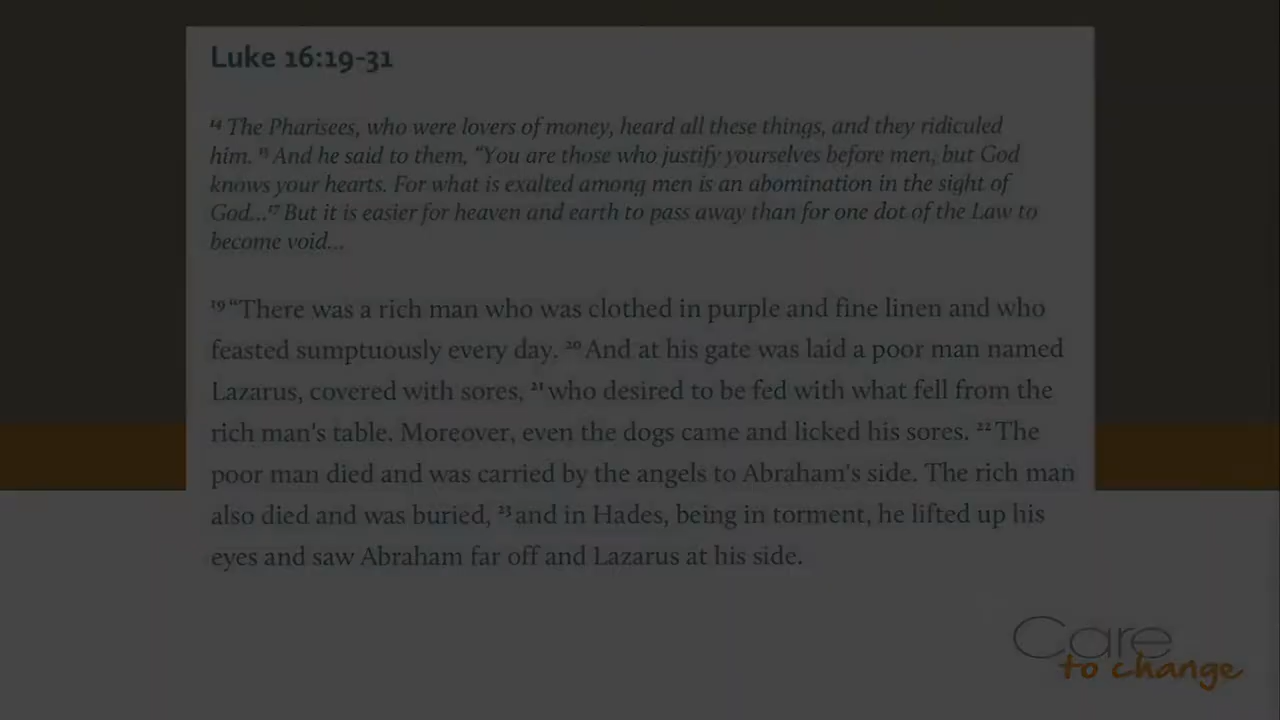 Luke 16:19-31
¹⁴ The Pharisees, who were lovers of money, heard all these things, and they ridiculed
him. ¹⁵ And he said to them, “You are those who justify yourselves before men, but God
knows your hearts. For what is exalted among men is an abomination in the sight of
God...¹⁷ But it is easier for heaven and earth to pass away than for one dot of the Law to
become void...
¹⁹ “There was a rich man who was clothed in purple and fine linen and who
feasted sumptuously every day. ²⁰ And at his gate was laid a poor man named
Lazarus, covered with sores, ²¹ who desired to be fed with what fell from the
rich man's table. Moreover, even the dogs came and licked his sores. ²² The
poor man died and was carried by the angels to Abraham's side. The rich man
also died and was buried, ²³ and in Hades, being in torment, he lifted up his
eyes and saw Abraham far off and Lazarus at his side.
Care
to change